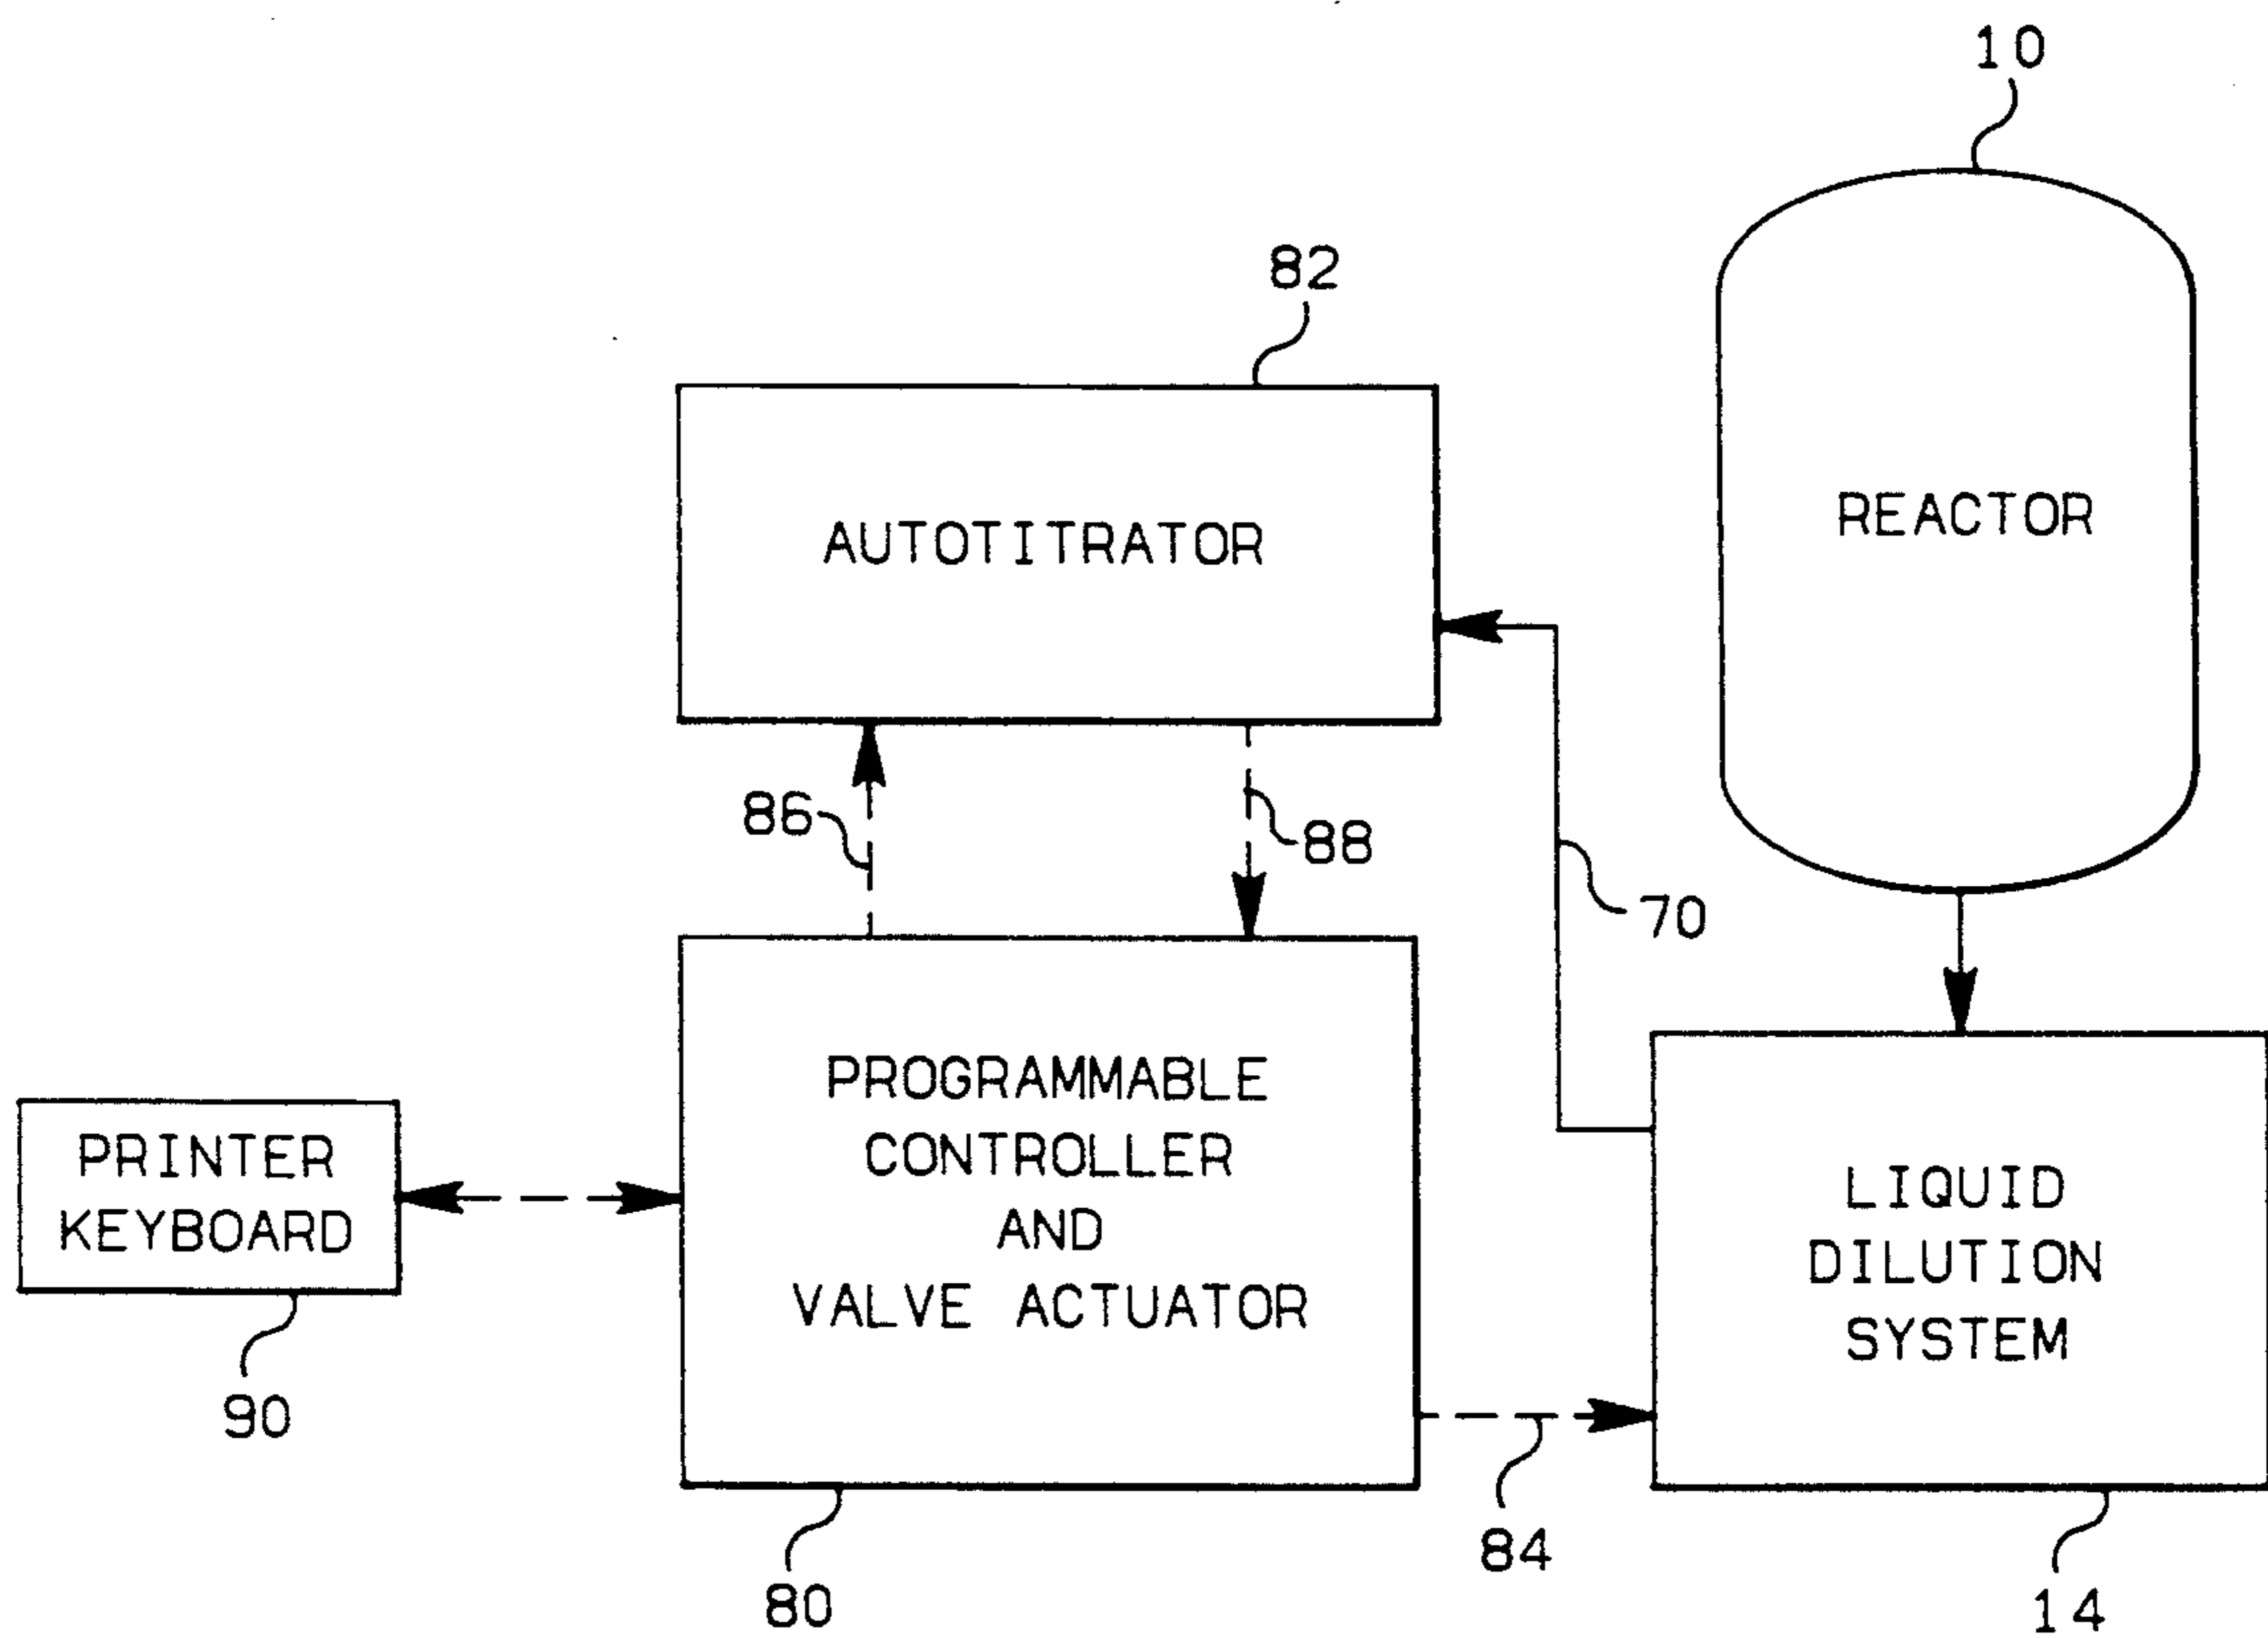 10
82
REACTOR
AUTOTITRATOR
86
88
70
PROGRAMMABLE
CONTROLLER
AND
VALVE ACTUATOR
PRINTER
KEYBOARD
LIQUID
DILUTION
SYSTEM
90
84
80
14